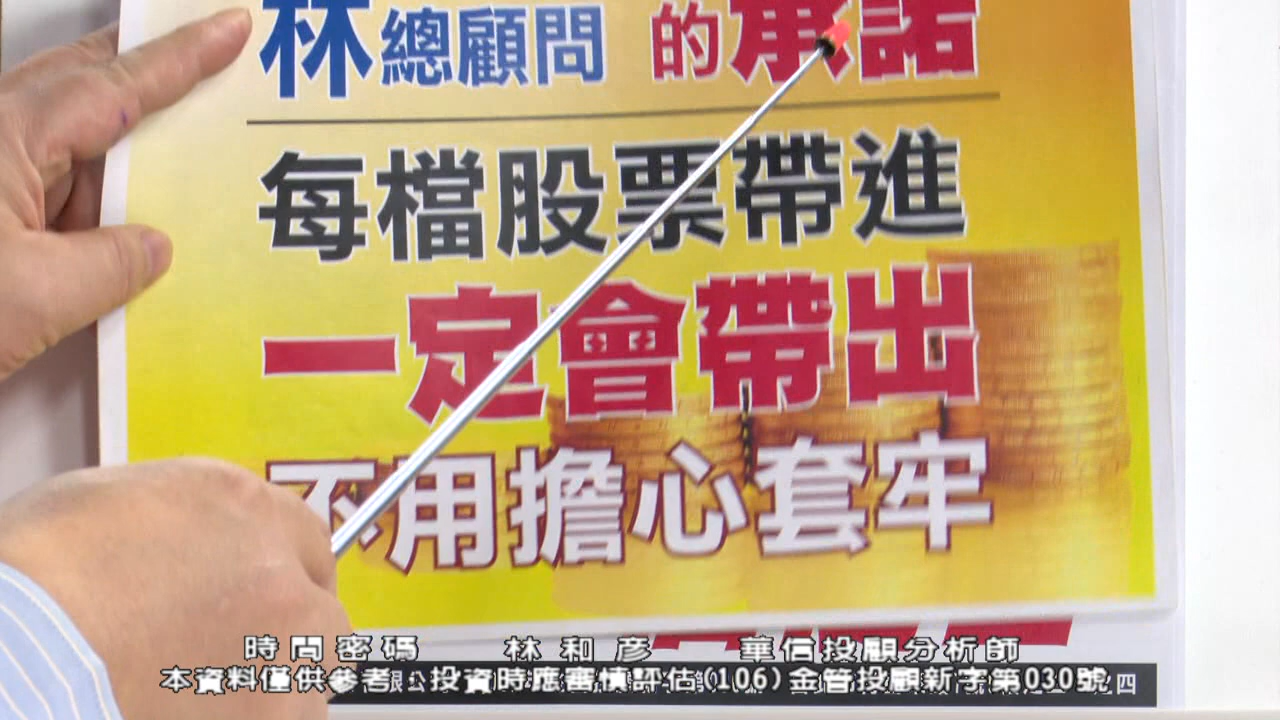 林總顧問 的承諾
每檔股票帶進
一定會帶出
不用擔心套牢
時間密碼 林和彥 華信投顧分析師
本資料僅供參考 投資時應審慎評估(106)金管投顧新字第030號